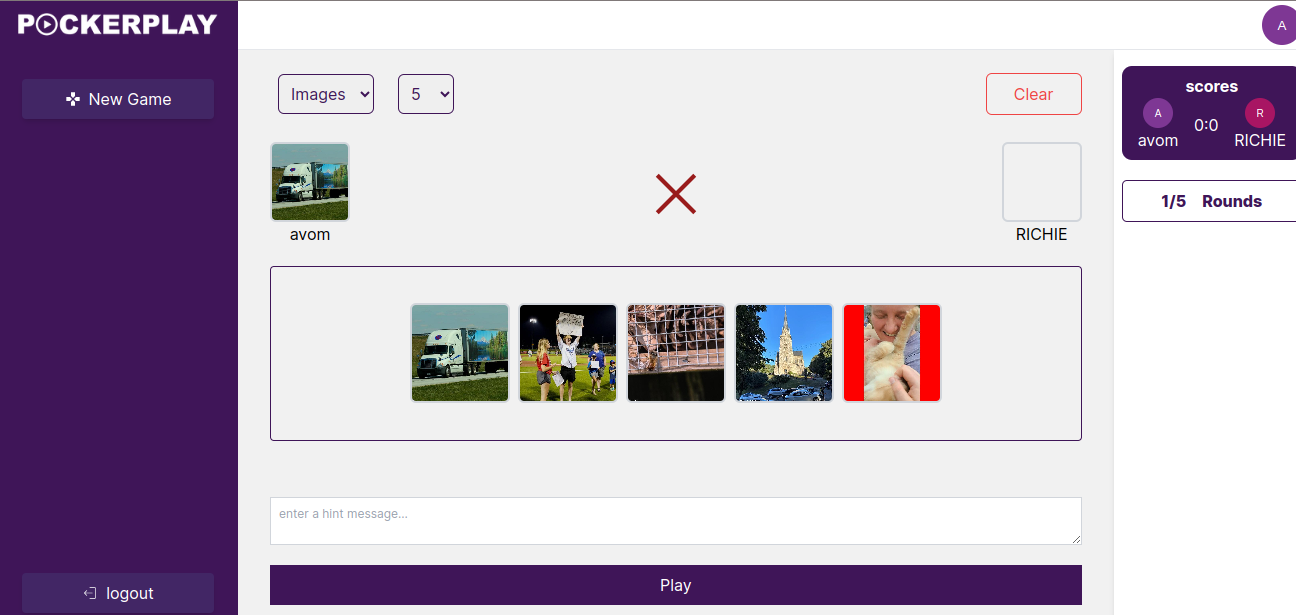 POCKERPLAY
A
New Game
Images
5
Clear
scores
A
R
0:0
avom
RICHIE
1/5 Rounds
avom
RICHIE
enter a hint message...
Play
logout